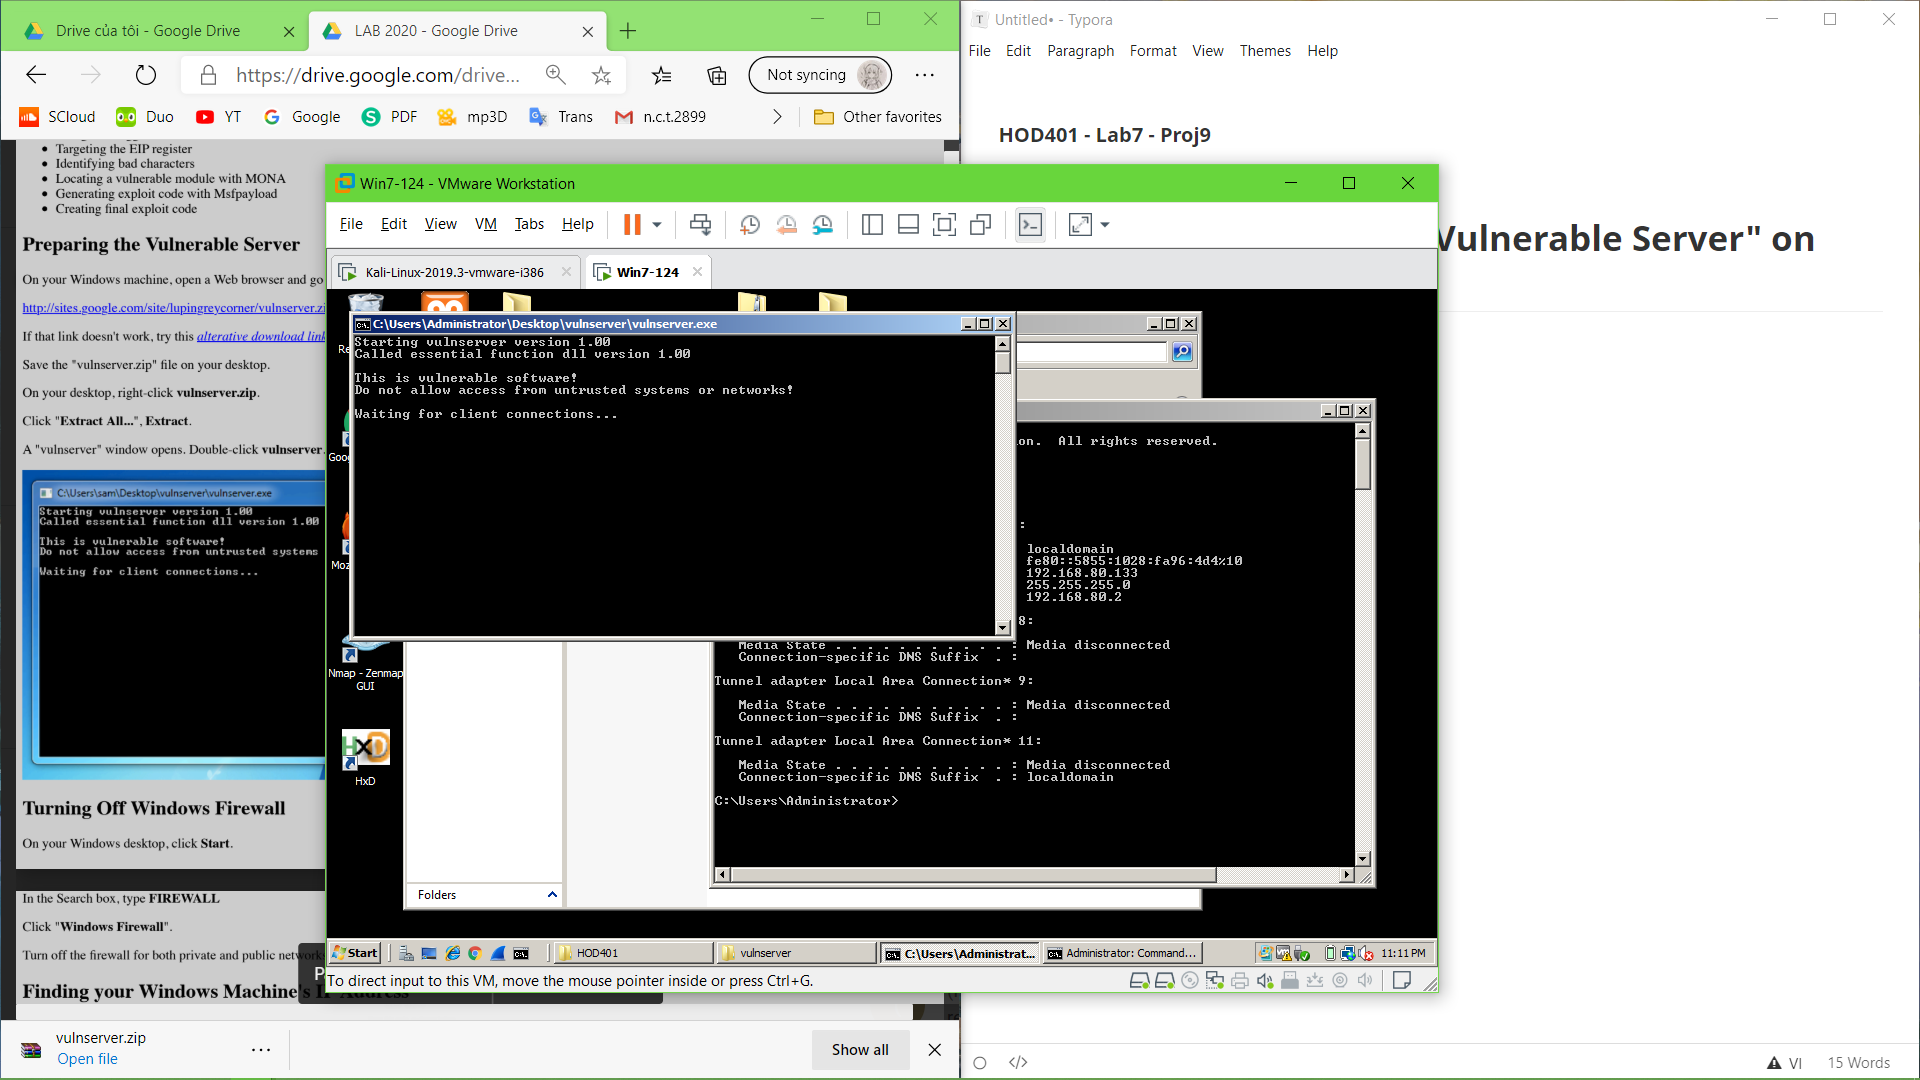 Drive của tôi - Google Drive
LAB 2020 - Google Drive
https://drive.google.com/drive...
Not syncing
SCloud
Duo
YT
Google
PDF
mp3D
Trans
n.c.t.2899
Other favorites
Targeting the EIP register
Identifying bad characters
Locating a vulnerable module with MONA
Generating exploit code with Msfpayload
Creating final exploit code
Preparing the Vulnerable Server
On your Windows machine, open a Web browser and go
http://sites.google.com/site/lupingreycorner/vulnserver.zi
If that link doesn't work, try this alterative download link
Save the "vulnserver.zip" file on your desktop.
On your desktop, right-click vulnserver.zip.
Click "Extract All...", Extract.
A "vulnserver" window opens. Double-click vulnserver
C:\Users\sam\Desktop\vulnserver\vulnserver.exe
Starting vulnserver version 1.00
Called essential function dll version 1.00
This is vulnerable software!
Do not allow access from untrusted systems
Waiting for client connections...
Turning Off Windows Firewall
On your Windows desktop, click Start.
In the Search box, type FIREWALL
Click "Windows Firewall".
Turn off the firewall for both private and public network
Finding your Windows Machine's IP Address
vulnserver.zip
Open file
Show all
Untitled• - Typora
File Edit Paragraph Format View Themes Help
HOD401 - Lab7 - Proj9
Vulnerable Server" on
VI
15 Words
Win7-124 - VMware Workstation
File Edit View VM Tabs Help
Kali-Linux-2019.3-vmware-i386
Win7-124
C:\Users\Administrator\Desktop\vulnserver\vulnserver.exe
Starting vulnserver version 1.00
Called essential function dll version 1.00
This is vulnerable software!
Do not allow access from untrusted systems or networks!
Waiting for client connections...
Re
Goog
Moz
Nmap - Zenmap
GUI
HxD
on. All rights reserved.
:
localdomain
fe80::5855:1028:fa96:4d4%10
192.168.80.133
255.255.255.0
192.168.80.2
8:
Media State . . . . . . . . . . . : Media disconnected
Connection-specific DNS Suffix . :
Tunnel adapter Local Area Connection* 9:
Media State . . . . . . . . . . . : Media disconnected
Connection-specific DNS Suffix . :
Tunnel adapter Local Area Connection* 11:
Media State . . . . . . . . . . . : Media disconnected
Connection-specific DNS Suffix . : localdomain
C:\Users\Administrator>
Folders
Start
HOD401
vulnserver
C:\Users\Administrat...
Administrator: Command...
11:11 PM
To direct input to this VM, move the mouse pointer inside or press Ctrl+G.